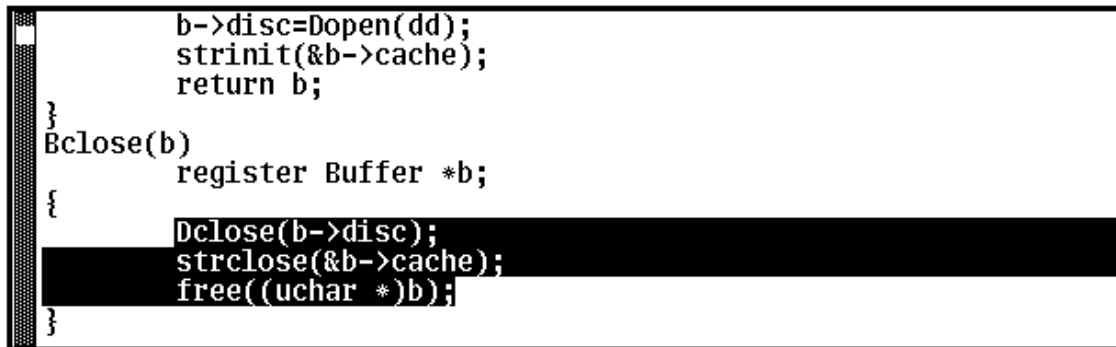 b->disc=Dopen(dd);
strinit(&b->cache);
return b;
}
Bclose(b)
register Buffer *b;
{
Dclose(b->disc);
strclose(&b->cache);
free((uchar *)b);
}